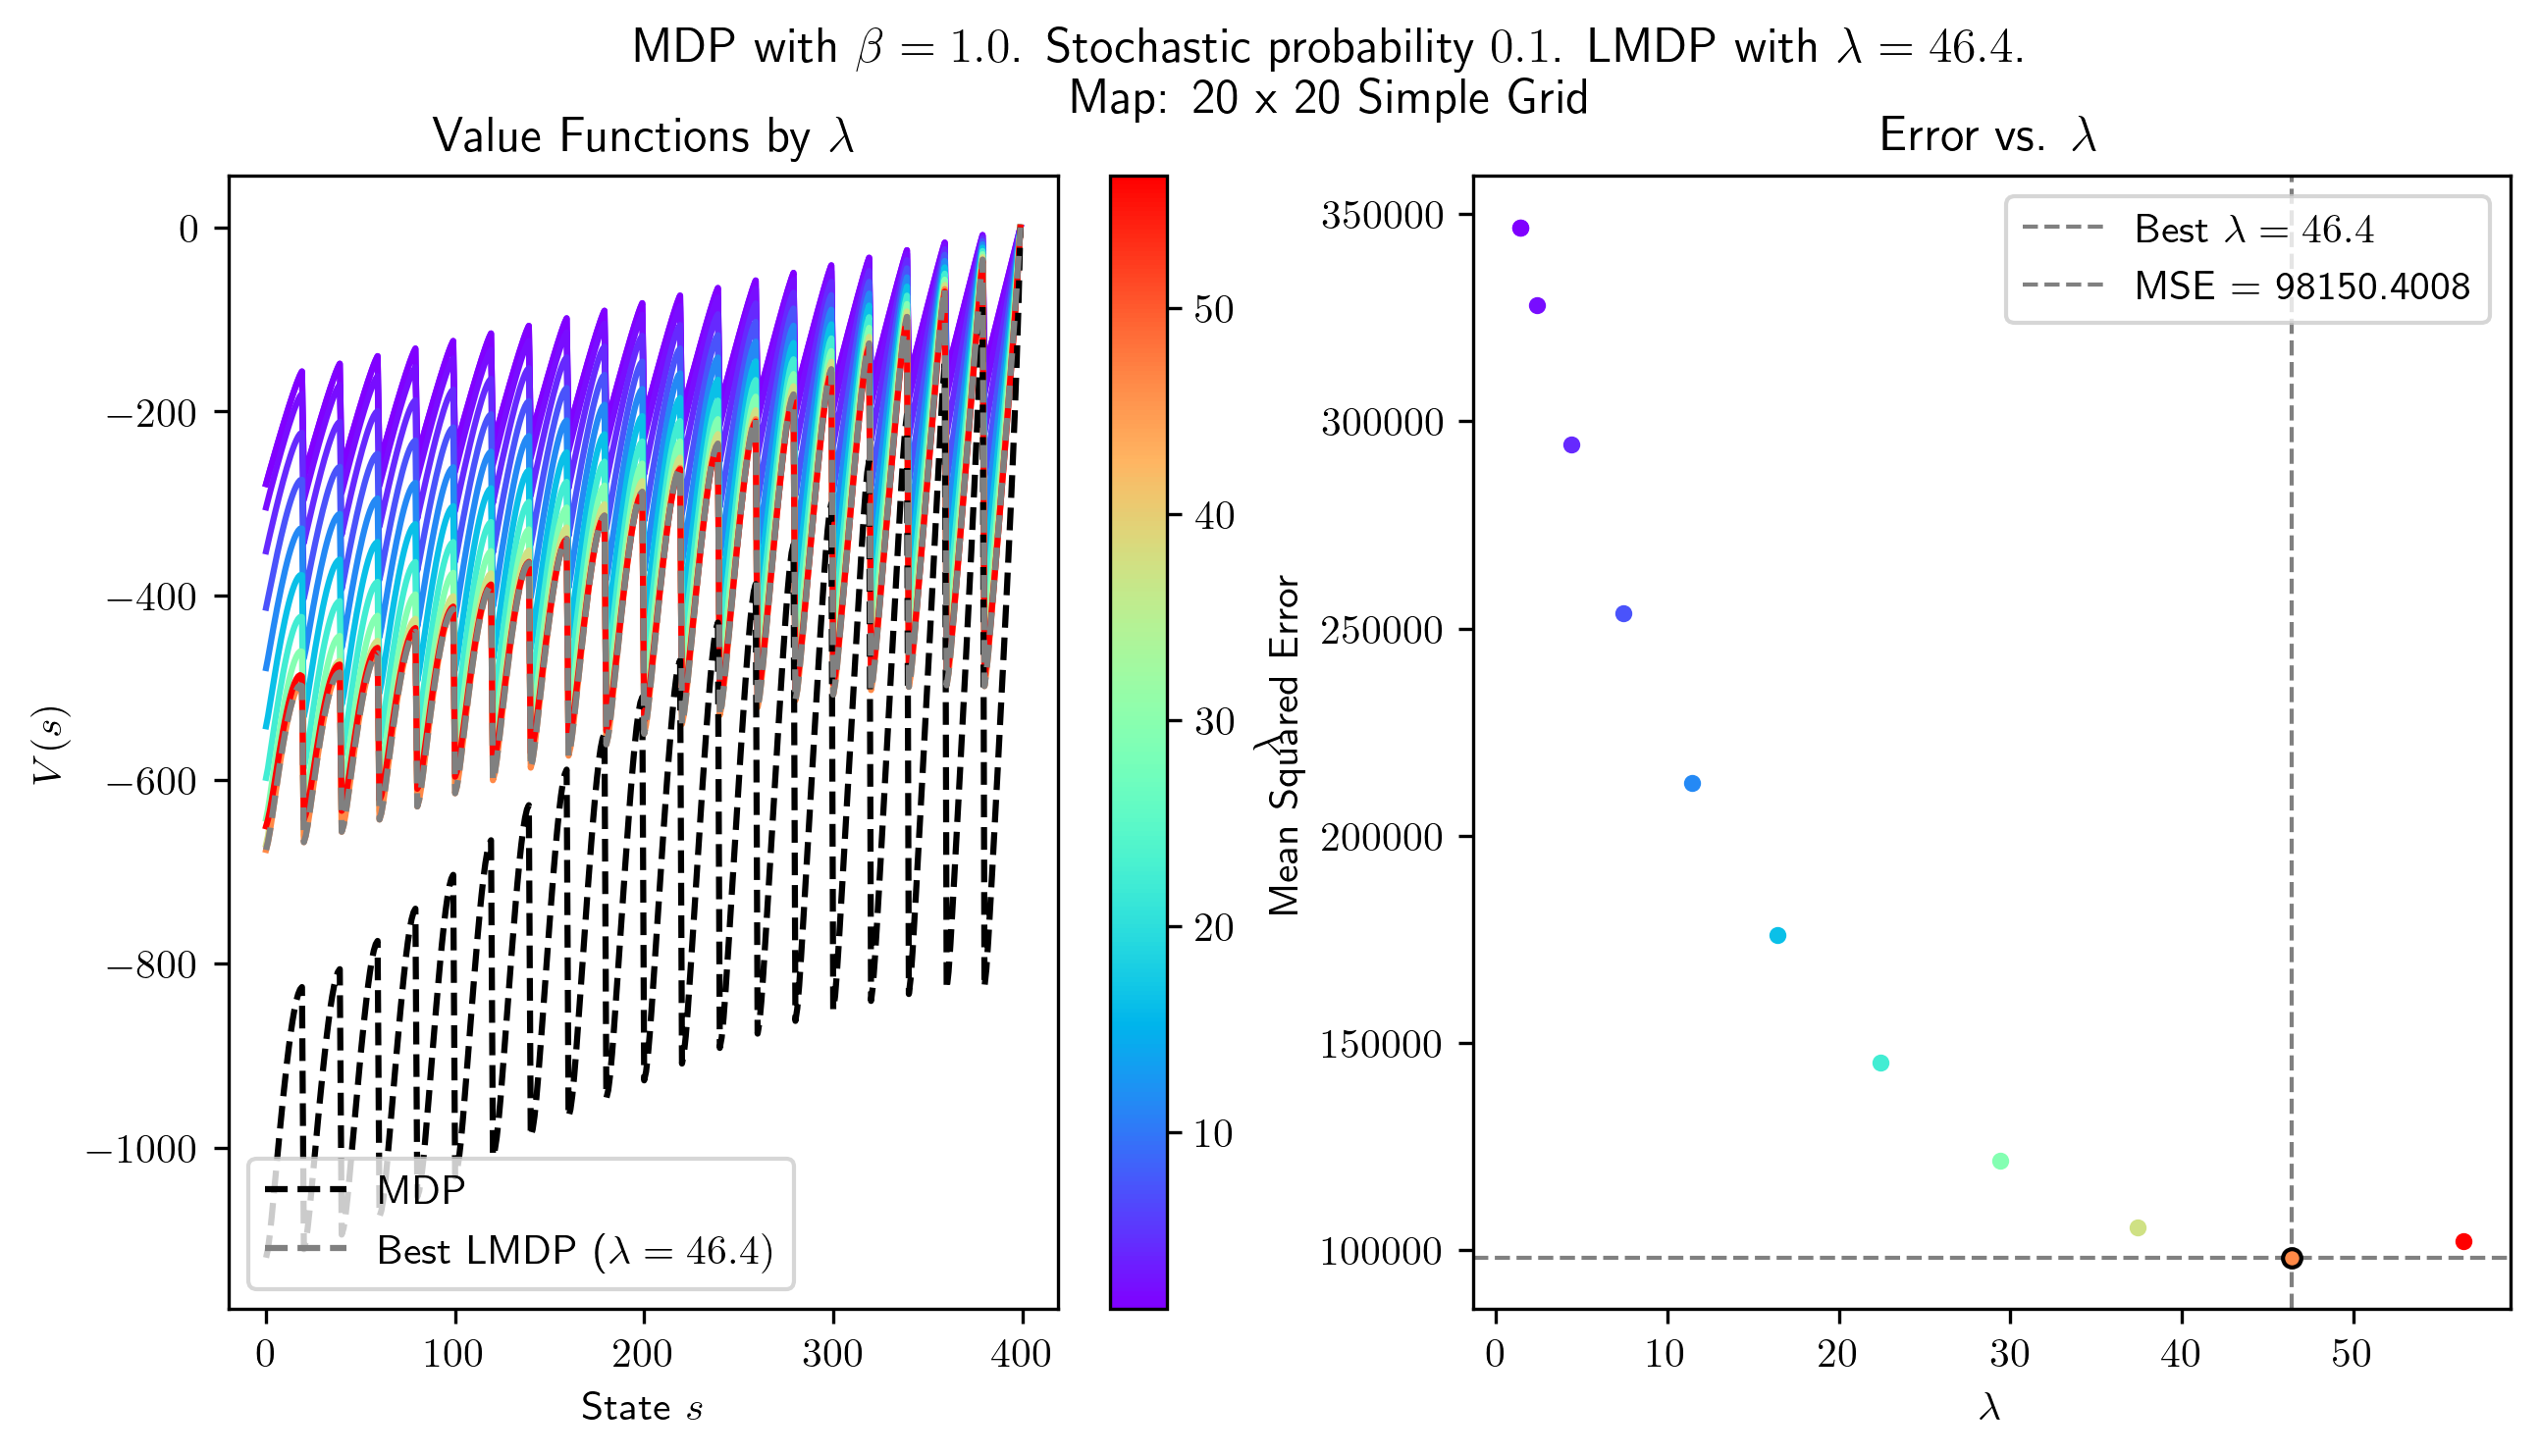 MDP with β = 1.0. Stochastic probability 0.1. LMDP with λ = 46.4.
Map: 20 x 20 Simple Grid
Value Functions by λ
V(s)
0
−200
−400
−600
−800
−1000
MDP
Best LMDP (λ = 46.4)
0 100 200 300 400
State s
50
40
30
20
10
λ
Error vs. λ
Mean Squared Error
350000
300000
250000
200000
150000
100000
Best λ = 46.4
MSE = 98150.4008
0 10 20 30 40 50
λ